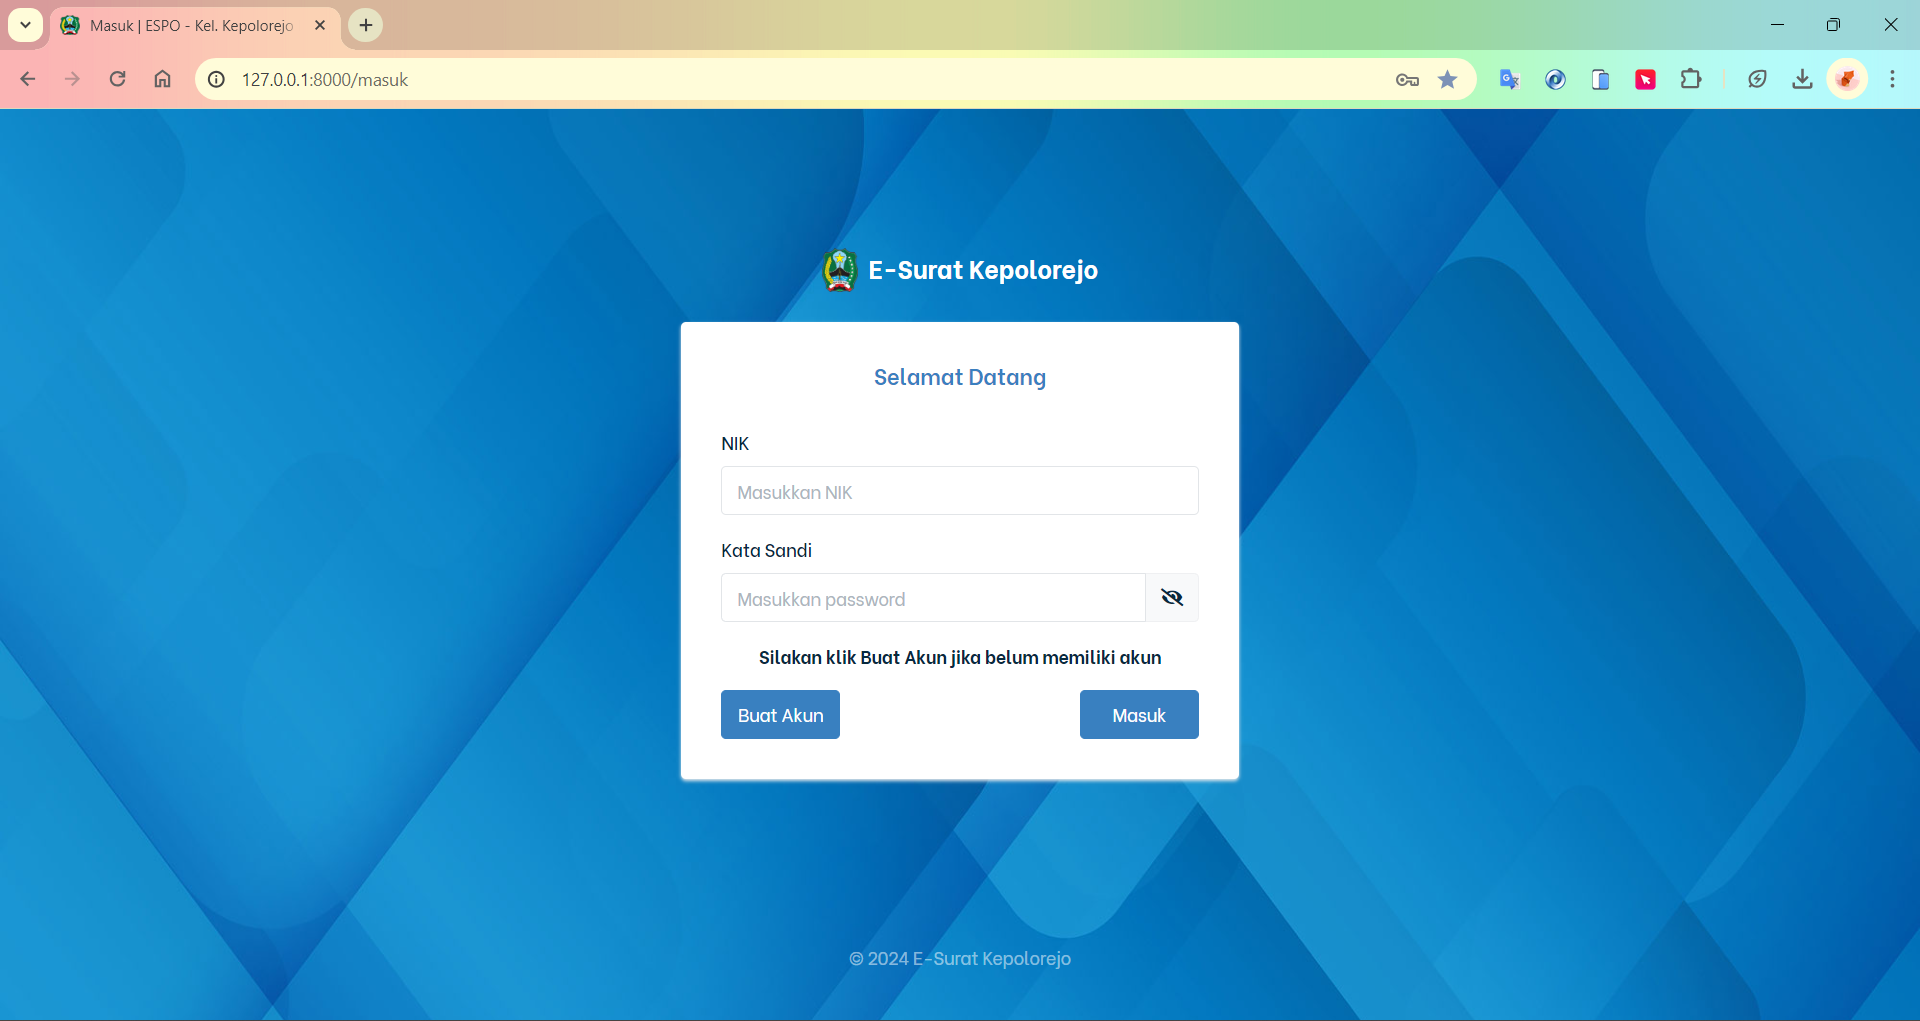 Masuk | ESPO - Kel. Kepolorejo
127.0.0.1:8000/masuk
E-Surat Kepolorejo
Selamat Datang
NIK
Masukkan NIK
Kata Sandi
Masukkan password
Silakan klik Buat Akun jika belum memiliki akun
Buat Akun
Masuk
© 2024 E-Surat Kepolorejo